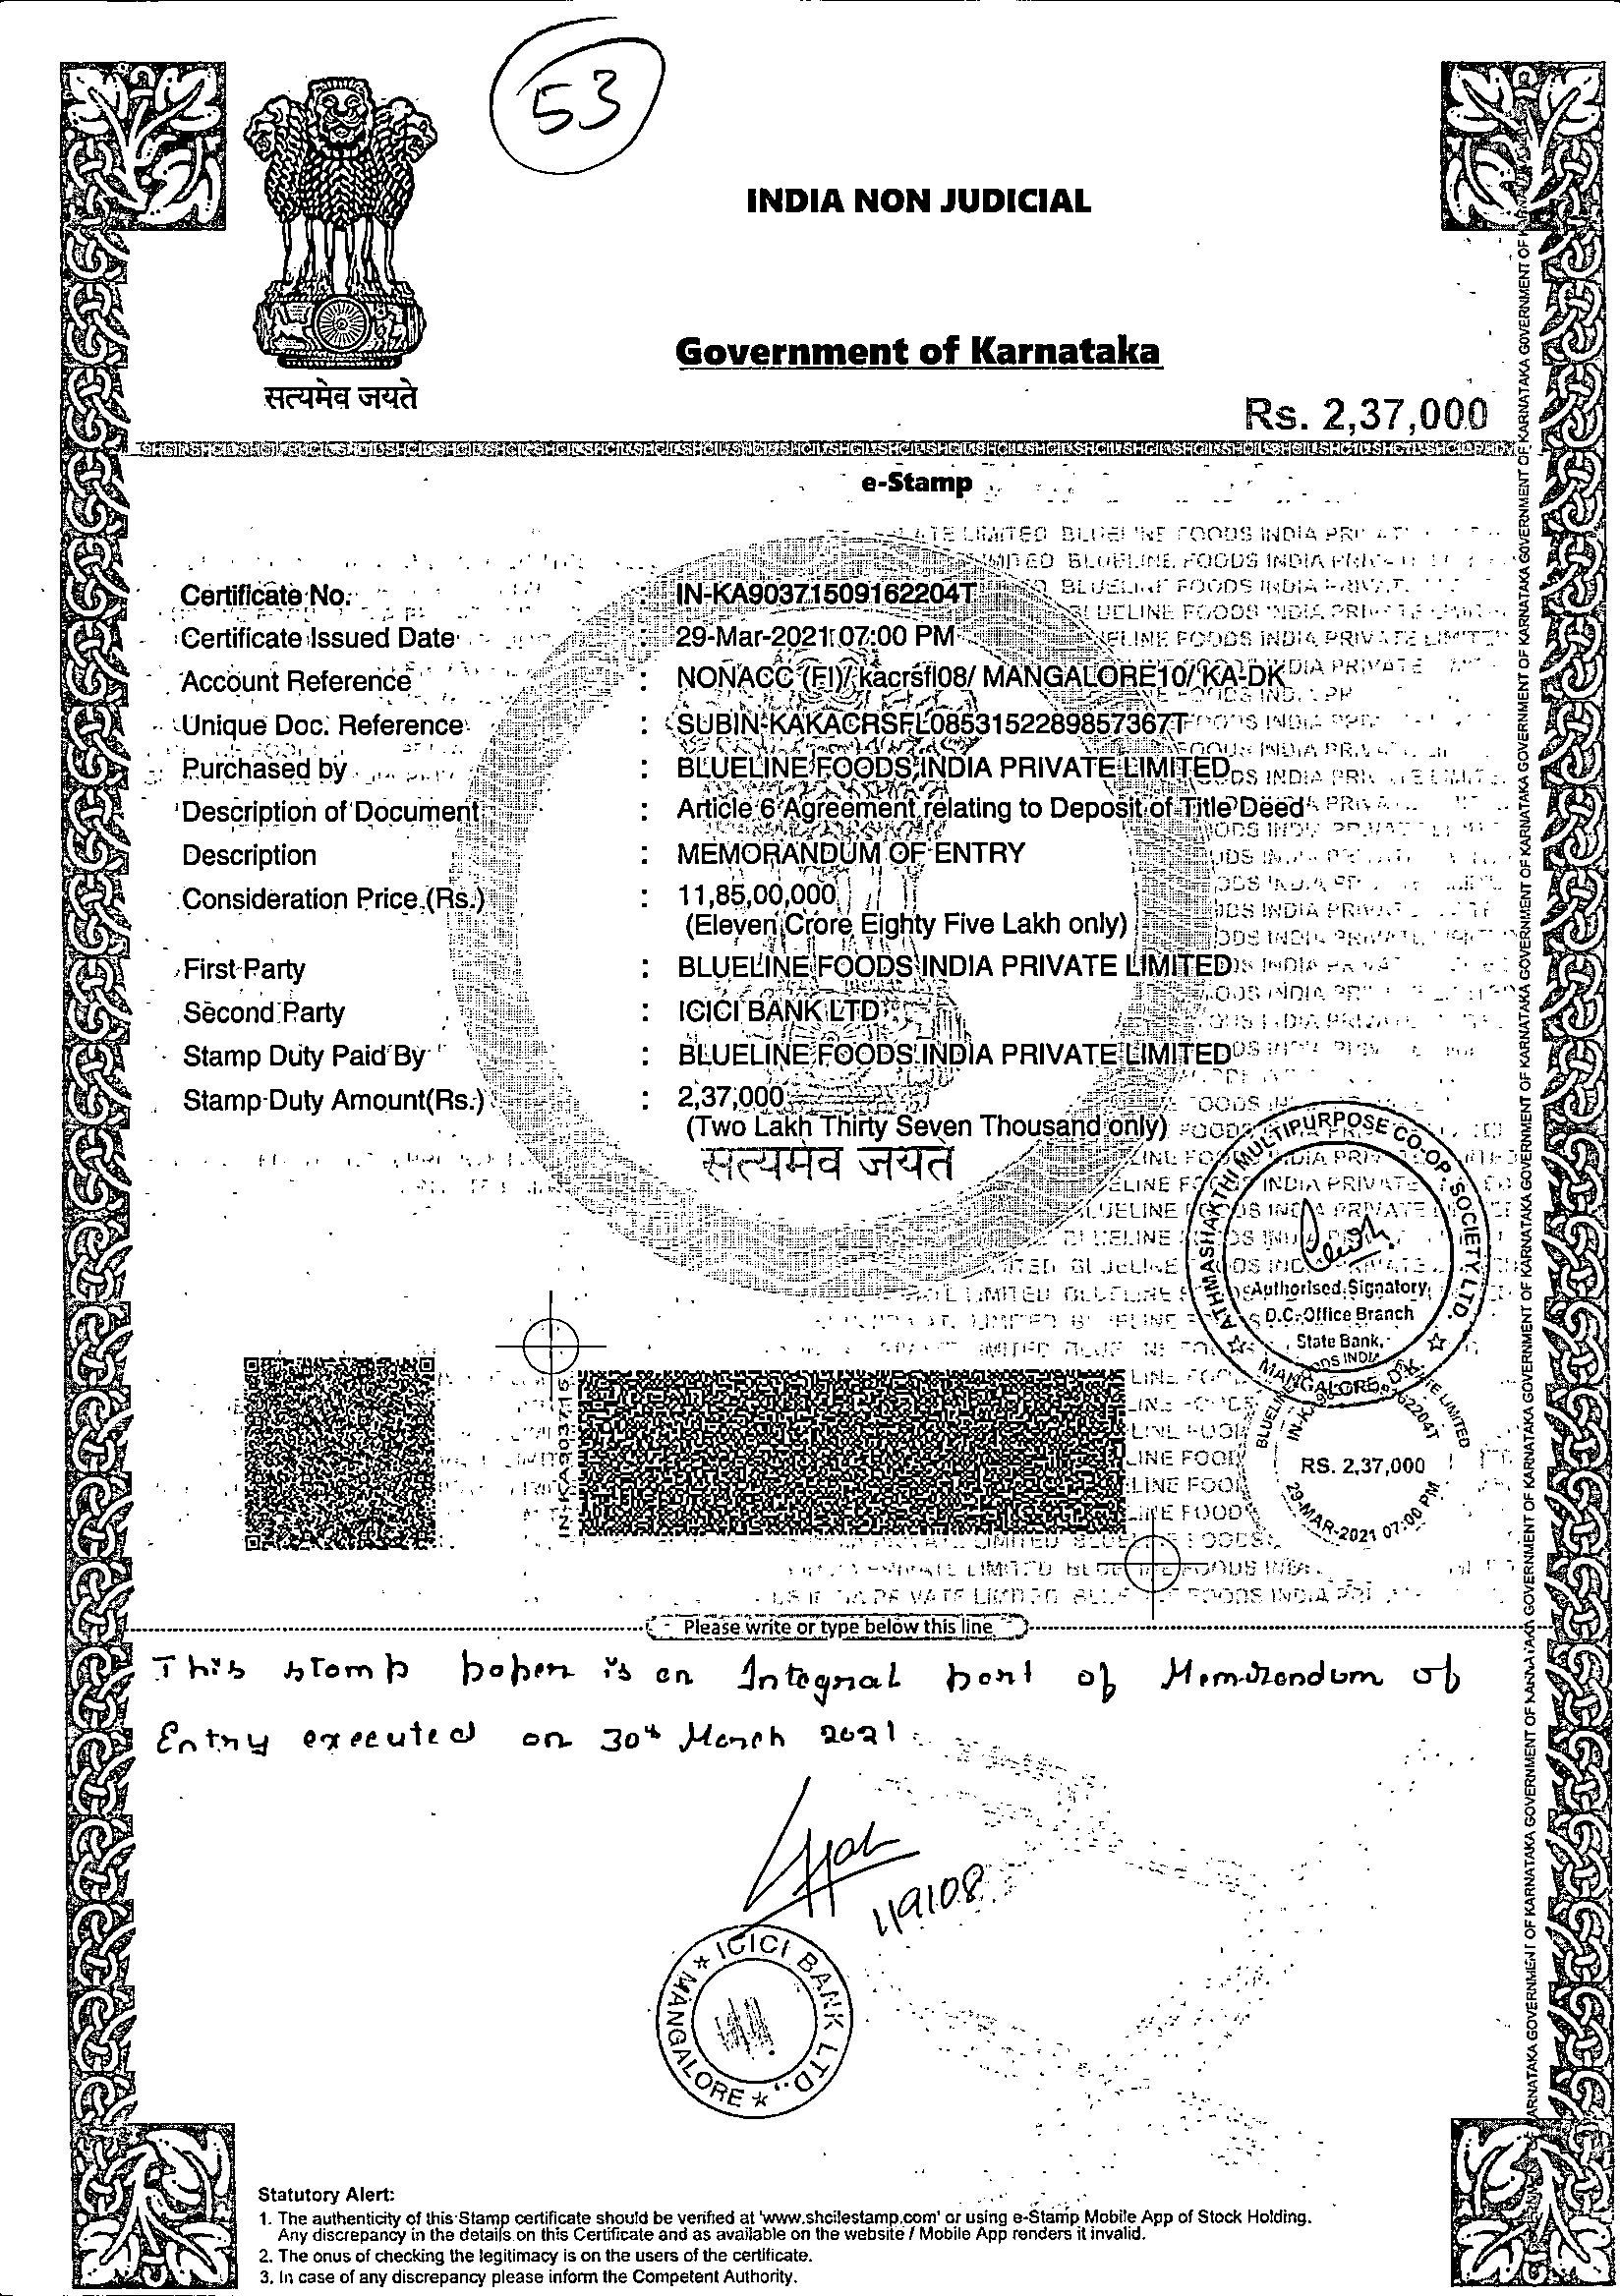 53
INDIA NON JUDICIAL
Government of Karnataka
सत्यमेव जयते
Rs. 2,37,000
e-Stamp
Certificate No. : IN-KA90371509162204T
Certificate Issued Date : 29-Mar-2021 07:00 PM
Account Reference : NONACC (FI)/ kacrsfl08/ MANGALORE10/ KA-DK
Unique Doc. Reference : SUBIN-KAKACRSFL0853152289857367T
Purchased by : BLUELINE FOODS INDIA PRIVATE LIMITED
Description of Document : Article 6 Agreement relating to Deposit of Title Deed
Description : MEMORANDUM OF ENTRY
Consideration Price (Rs.) : 11,85,00,000
(Eleven Crore Eighty Five Lakh only)
First Party : BLUELINE FOODS INDIA PRIVATE LIMITED
Second Party : ICICI BANK LTD
Stamp Duty Paid By : BLUELINE FOODS INDIA PRIVATE LIMITED
Stamp Duty Amount(Rs.) : 2,37,000
(Two Lakh Thirty Seven Thousand only)
सत्यमेव जयते
ATHMASHAKTHI MULTIPURPOSE CO-OP. SOCIETY LTD.
Authorised Signatory
D.C. Office Branch
State Bank,
MANGALORE, D.K.
RS. 2,37,000
29-MAR-2021 07:00 PM
Please write or type below this line
This stamp paper is an Integral part of Memorandum of
Entry executed on 30th March 2021
119108
ICICI BANK LTD.,
MANGALORE
Statutory Alert:
1. The authenticity of this Stamp certificate should be verified at 'www.shcilestamp.com' or using e-Stamp Mobile App of Stock Holding.
Any discrepancy in the details on this Certificate and as available on the website / Mobile App renders it invalid.
2. The onus of checking the legitimacy is on the users of the certificate.
3. In case of any discrepancy please inform the Competent Authority.